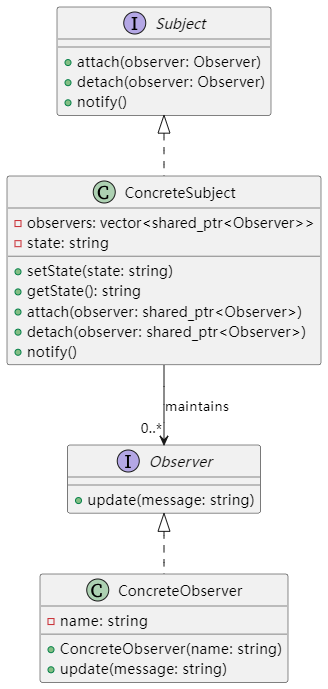 I Subject
attach(observer: Observer)
detach(observer: Observer)
notify()
C ConcreteSubject
observers: vector<shared_ptr<Observer>>
state: string
setState(state: string)
getState(): string
attach(observer: shared_ptr<Observer>)
detach(observer: shared_ptr<Observer>)
notify()
maintains
0..*
I Observer
update(message: string)
C ConcreteObserver
name: string
ConcreteObserver(name: string)
update(message: string)